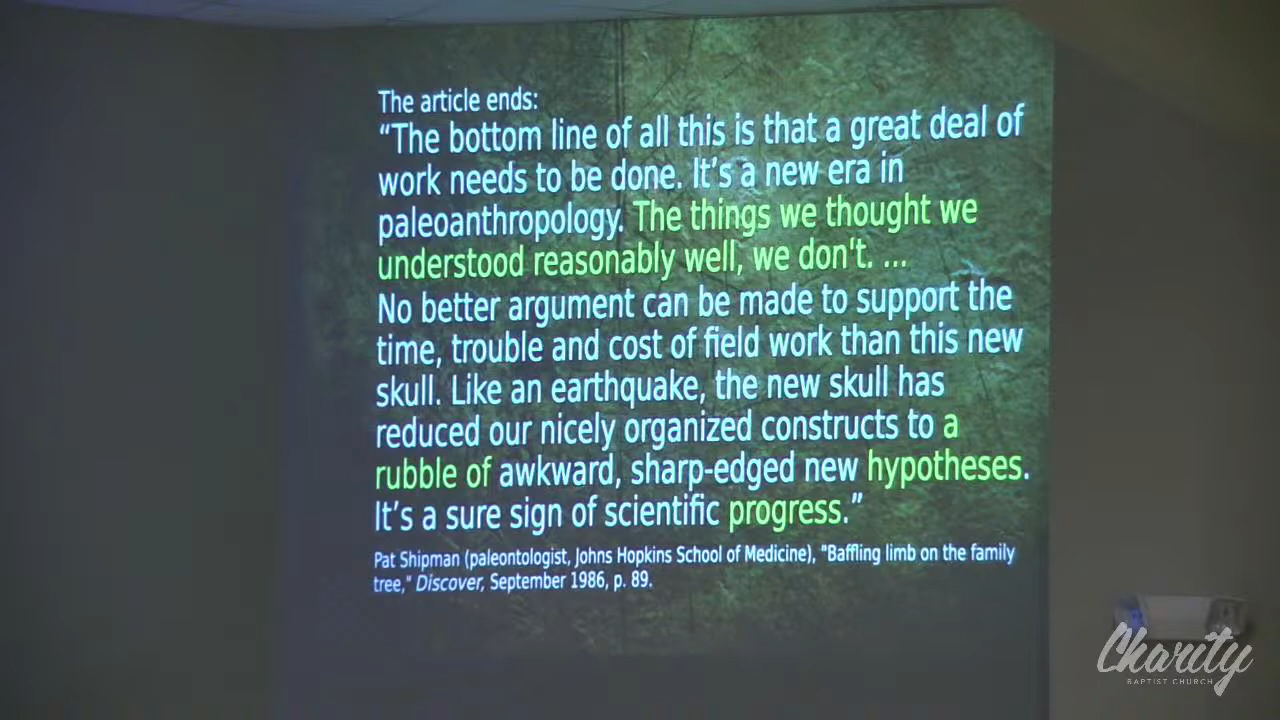 The article ends:
“The bottom line of all this is that a great deal of
work needs to be done. It’s a new era in
paleoanthropology. The things we thought we
understood reasonably well, we don't. ...
No better argument can be made to support the
time, trouble and cost of field work than this new
skull. Like an earthquake, the new skull has
reduced our nicely organized constructs to a
rubble of awkward, sharp-edged new hypotheses.
It’s a sure sign of scientific progress.”
Pat Shipman (paleontologist, Johns Hopkins School of Medicine), "Baffling limb on the family
tree," Discover, September 1986, p. 89.
Charity
BAPTIST CHURCH